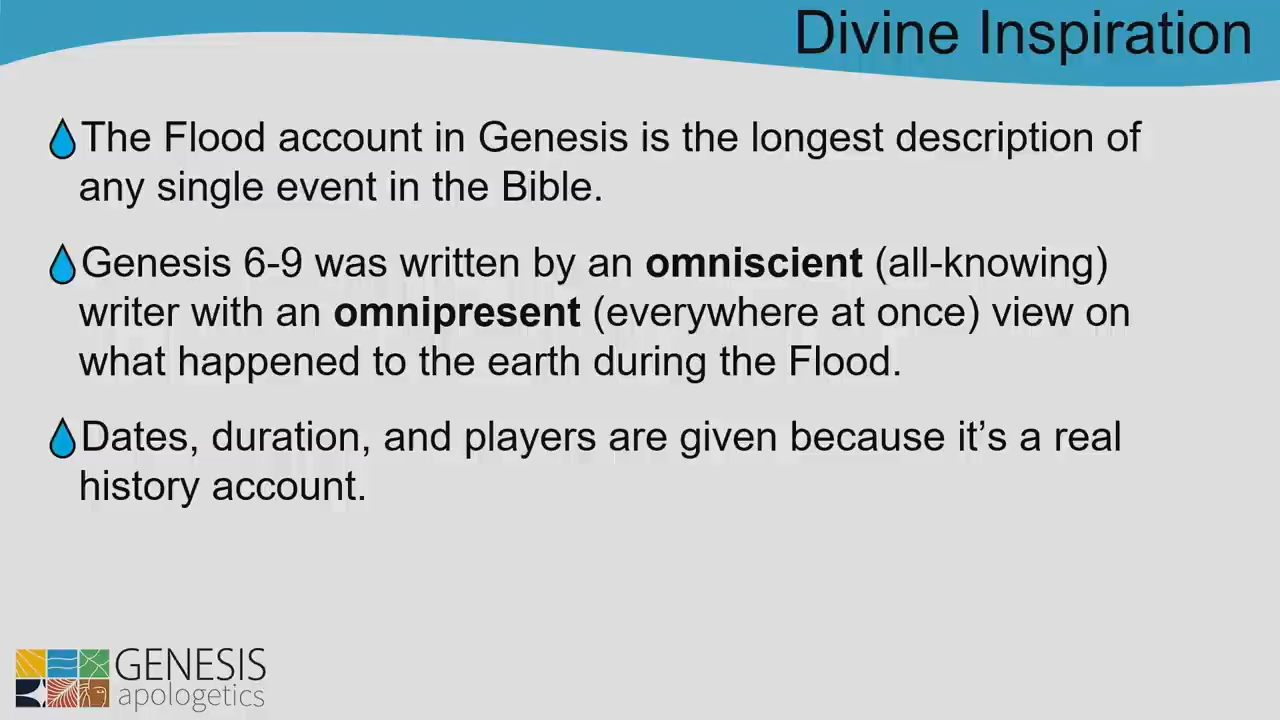 Divine Inspiration
The Flood account in Genesis is the longest description of
any single event in the Bible.
Genesis 6-9 was written by an omniscient (all-knowing)
writer with an omnipresent (everywhere at once) view on
what happened to the earth during the Flood.
Dates, duration, and players are given because it’s a real
history account.
GENESIS
apologetics